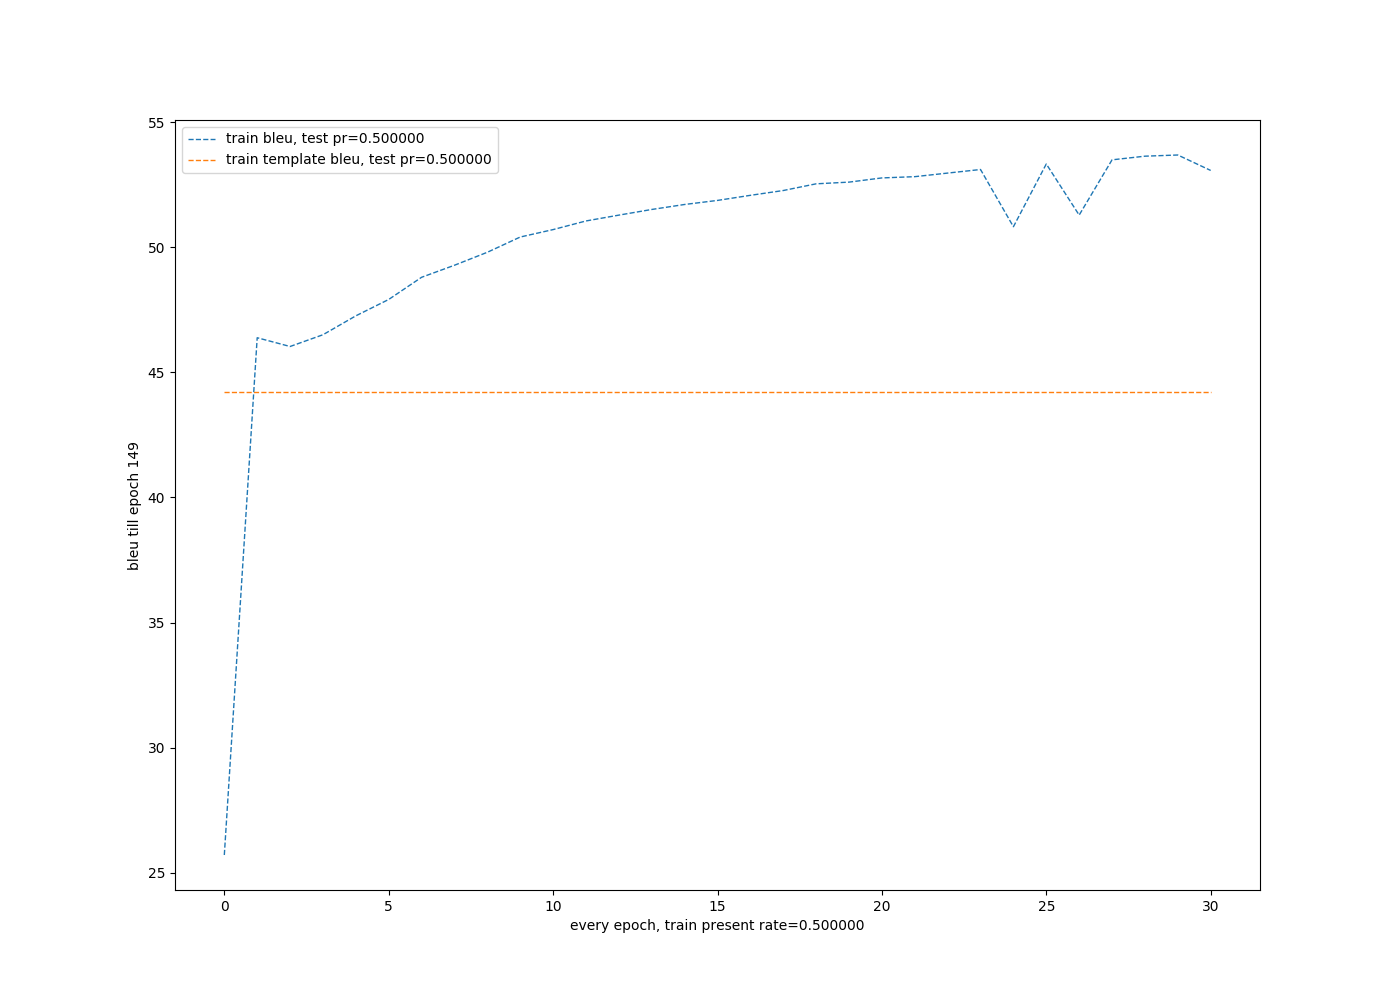 train bleu, test pr=0.500000
train template bleu, test pr=0.500000
55
50
45
40
35
30
25
bleu till epoch 149
0 5 10 15 20 25 30
every epoch, train present rate=0.500000